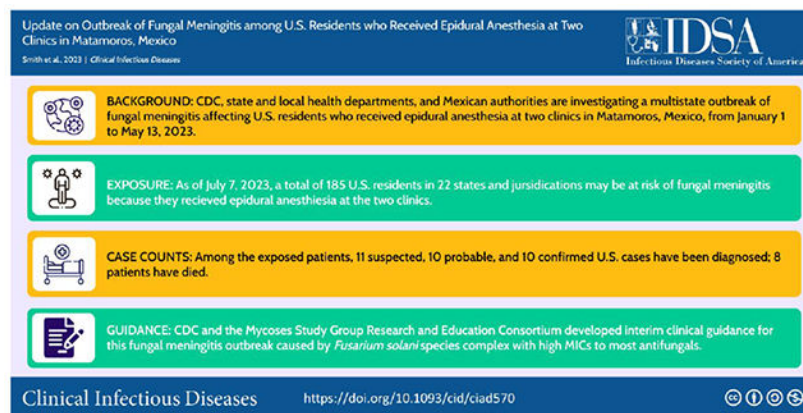 Update on Outbreak of Fungal Meningitis among U.S. Residents who Received Epidural Anesthesia at Two
Clinics in Matamoros, Mexico
Smith et al., 2023 | Clinical Infectious Diseases
IDSA
Infectious Diseases Society of America
BACKGROUND: CDC, state and local health departments, and Mexican authorities are investigating a multistate outbreak of
fungal meningitis affecting U.S. residents who received epidural anesthesia at two clinics in Matamoros, Mexico, from January 1
to May 13, 2023.
EXPOSURE: As of July 7, 2023, a total of 185 U.S. residents in 22 states and jursidications may be at risk of fungal meningitis
because they recieved epidural anesthiesia at the two clinics.
CASE COUNTS: Among the exposed patients, 11 suspected, 10 probable, and 10 confirmed U.S. cases have been diagnosed; 8
patients have died.
GUIDANCE: CDC and the Mycoses Study Group Research and Education Consortium developed interim clinical guidance for
this fungal meningitis outbreak caused by Fusarium solani species complex with high MICs to most antifungals.
Clinical Infectious Diseases
https://doi.org/10.1093/cid/ciad570